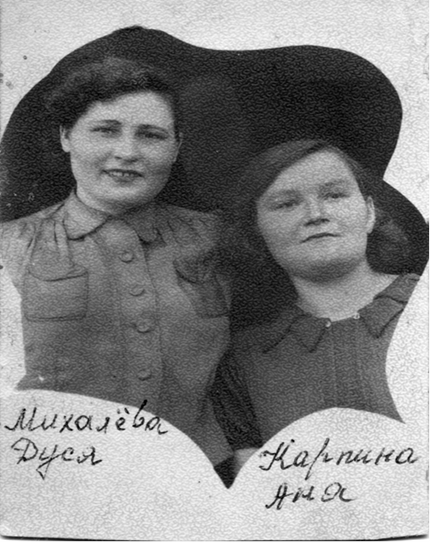 Михалёва
Дуся
Карпина
Аня